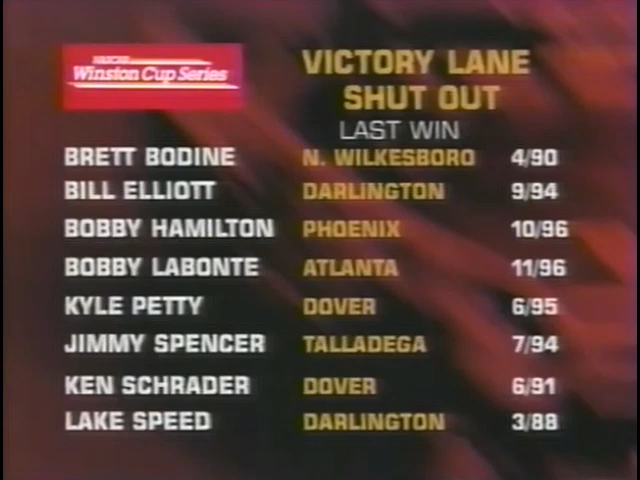 NASCAR
Winston Cup Series
VICTORY LANE
SHUT OUT
LAST WIN
BRETT BODINE N. WILKESBORO 4/90
BILL ELLIOTT DARLINGTON 9/94
BOBBY HAMILTON PHOENIX 10/96
BOBBY LABONTE ATLANTA 11/96
KYLE PETTY DOVER 6/95
JIMMY SPENCER TALLADEGA 7/94
KEN SCHRADER DOVER 6/91
LAKE SPEED DARLINGTON 3/88